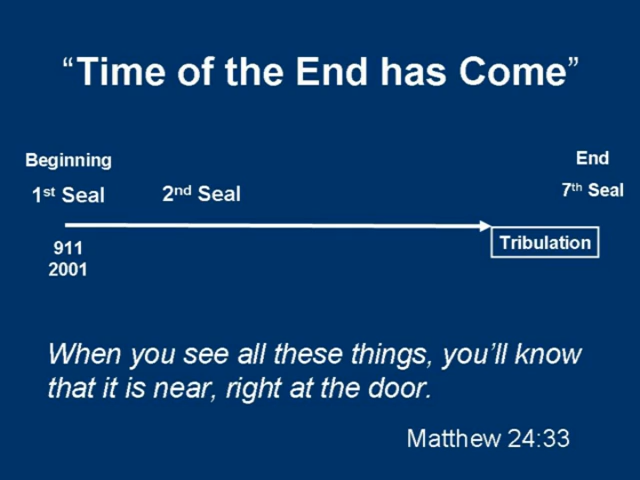 “Time of the End has Come”
Beginning
End
1st Seal
2nd Seal
7th Seal
911
2001
Tribulation
When you see all these things, you’ll know
that it is near, right at the door.
Matthew 24:33